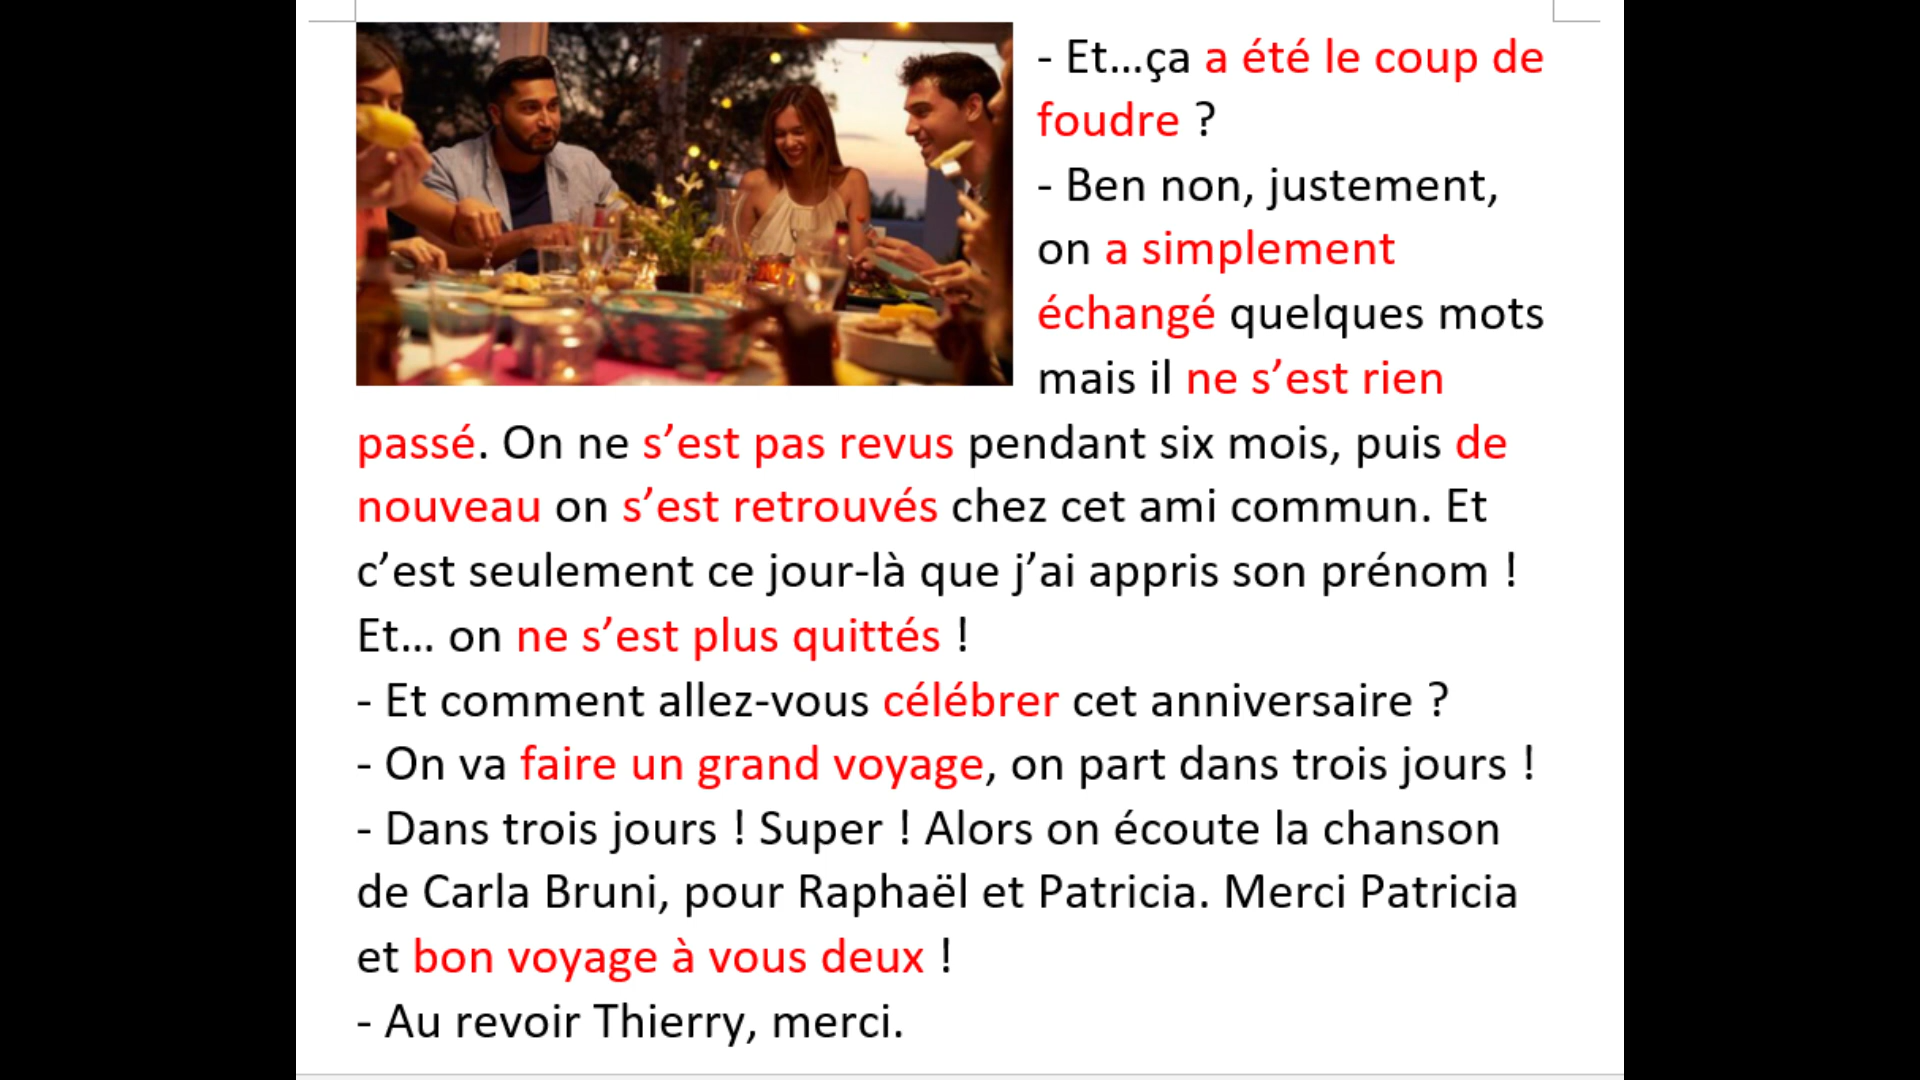 - Et…ça a été le coup de
foudre ?
- Ben non, justement,
on a simplement
échangé quelques mots
mais il ne s’est rien
passé. On ne s’est pas revus pendant six mois, puis de
nouveau on s’est retrouvés chez cet ami commun. Et
c’est seulement ce jour-là que j’ai appris son prénom !
Et… on ne s’est plus quittés !
- Et comment allez-vous célébrer cet anniversaire ?
- On va faire un grand voyage, on part dans trois jours !
- Dans trois jours ! Super ! Alors on écoute la chanson
de Carla Bruni, pour Raphaël et Patricia. Merci Patricia
et bon voyage à vous deux !
- Au revoir Thierry, merci.